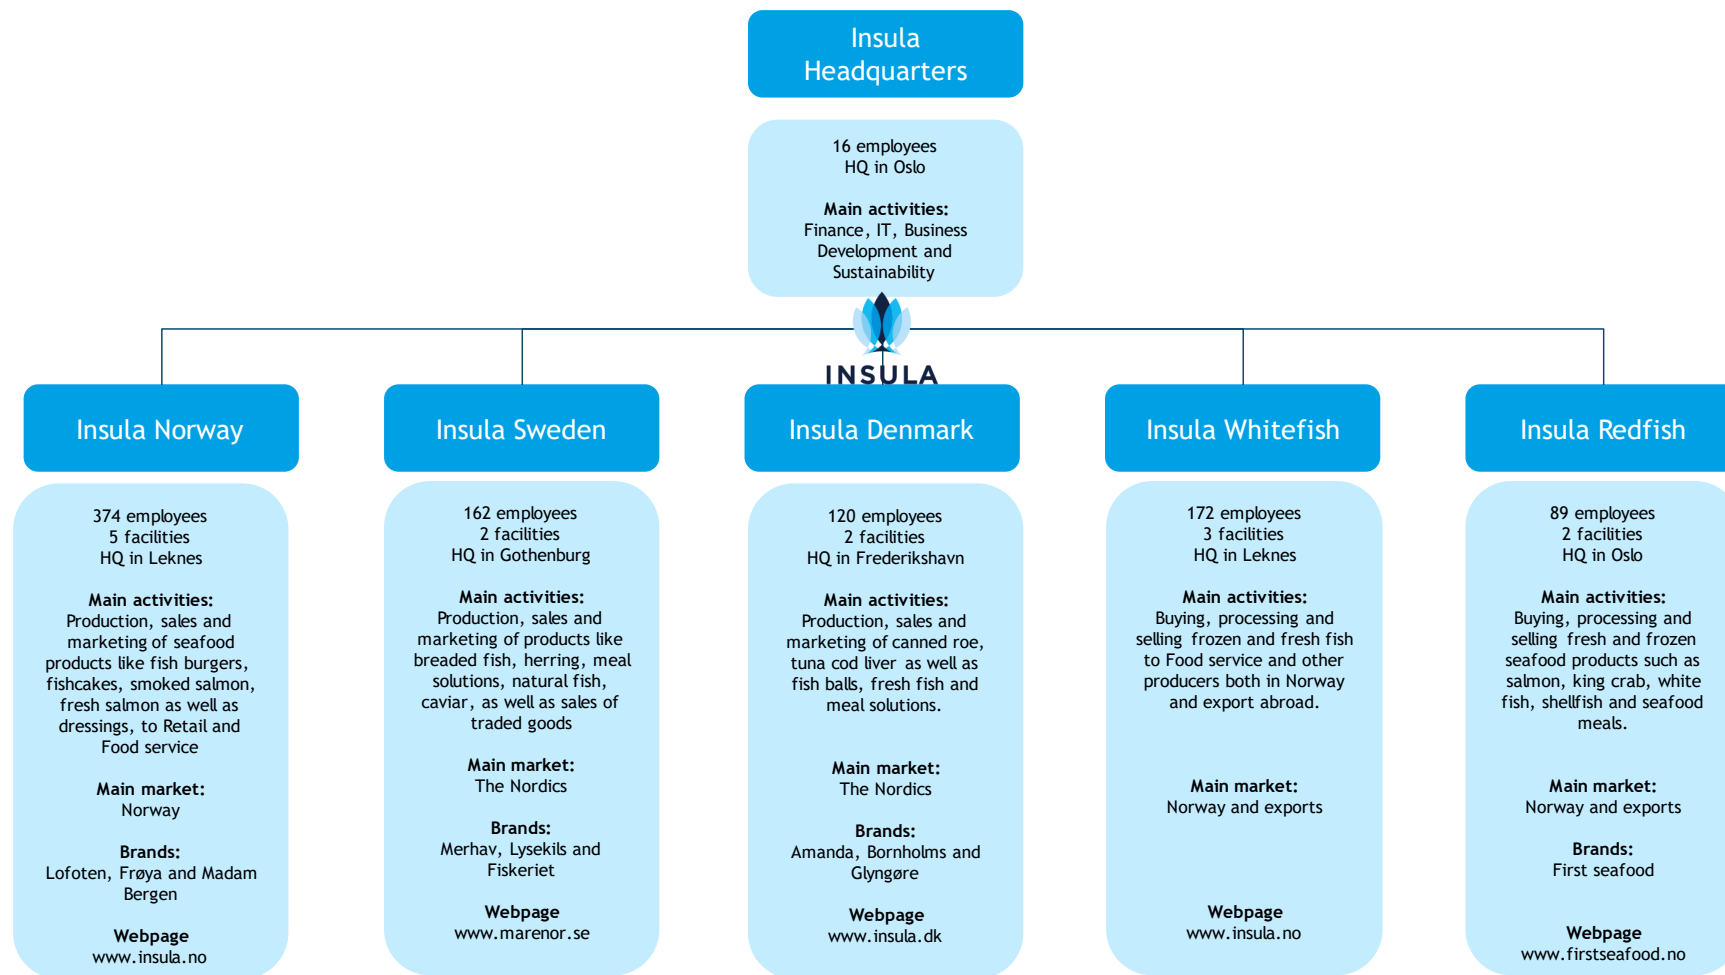 Insula
Headquarters
16 employees
HQ in Oslo
Main activities:
Finance, IT, Business
Development and
Sustainability
INSULA
Insula Norway
374 employees
5 facilities
HQ in Leknes
Main activities:
Production, sales and
marketing of seafood
products like fish burgers,
fishcakes, smoked salmon,
fresh salmon as well as
dressings, to Retail and
Food service
Main market:
Norway
Brands:
Lofoten, Frøya and Madam
Bergen
Webpage
www.insula.no
Insula Sweden
162 employees
2 facilities
HQ in Gothenburg
Main activities:
Production, sales and
marketing of products like
breaded fish, herring, meal
solutions, natural fish,
caviar, as well as sales of
traded goods
Main market:
The Nordics
Brands:
Merhav, Lysekils and
Fiskeriet
Webpage
www.marenor.se
Insula Denmark
120 employees
2 facilities
HQ in Frederikshavn
Main activities:
Production, sales and
marketing of canned roe,
tuna cod liver as well as
fish balls, fresh fish and
meal solutions.
Main market:
The Nordics
Brands:
Amanda, Bornholms and
Glyngøre
Webpage
www.insula.dk
Insula Whitefish
172 employees
3 facilities
HQ in Leknes
Main activities:
Buying, processing and
selling frozen and fresh fish
to Food service and other
producers both in Norway
and export abroad.
Main market:
Norway and exports
Webpage
www.insula.no
Insula Redfish
89 employees
2 facilities
HQ in Oslo
Main activities:
Buying, processing and
selling fresh and frozen
seafood products such as
salmon, king crab, white
fish, shellfish and seafood
meals.
Main market:
Norway and exports
Brands:
First seafood
Webpage
www.firstseafood.no